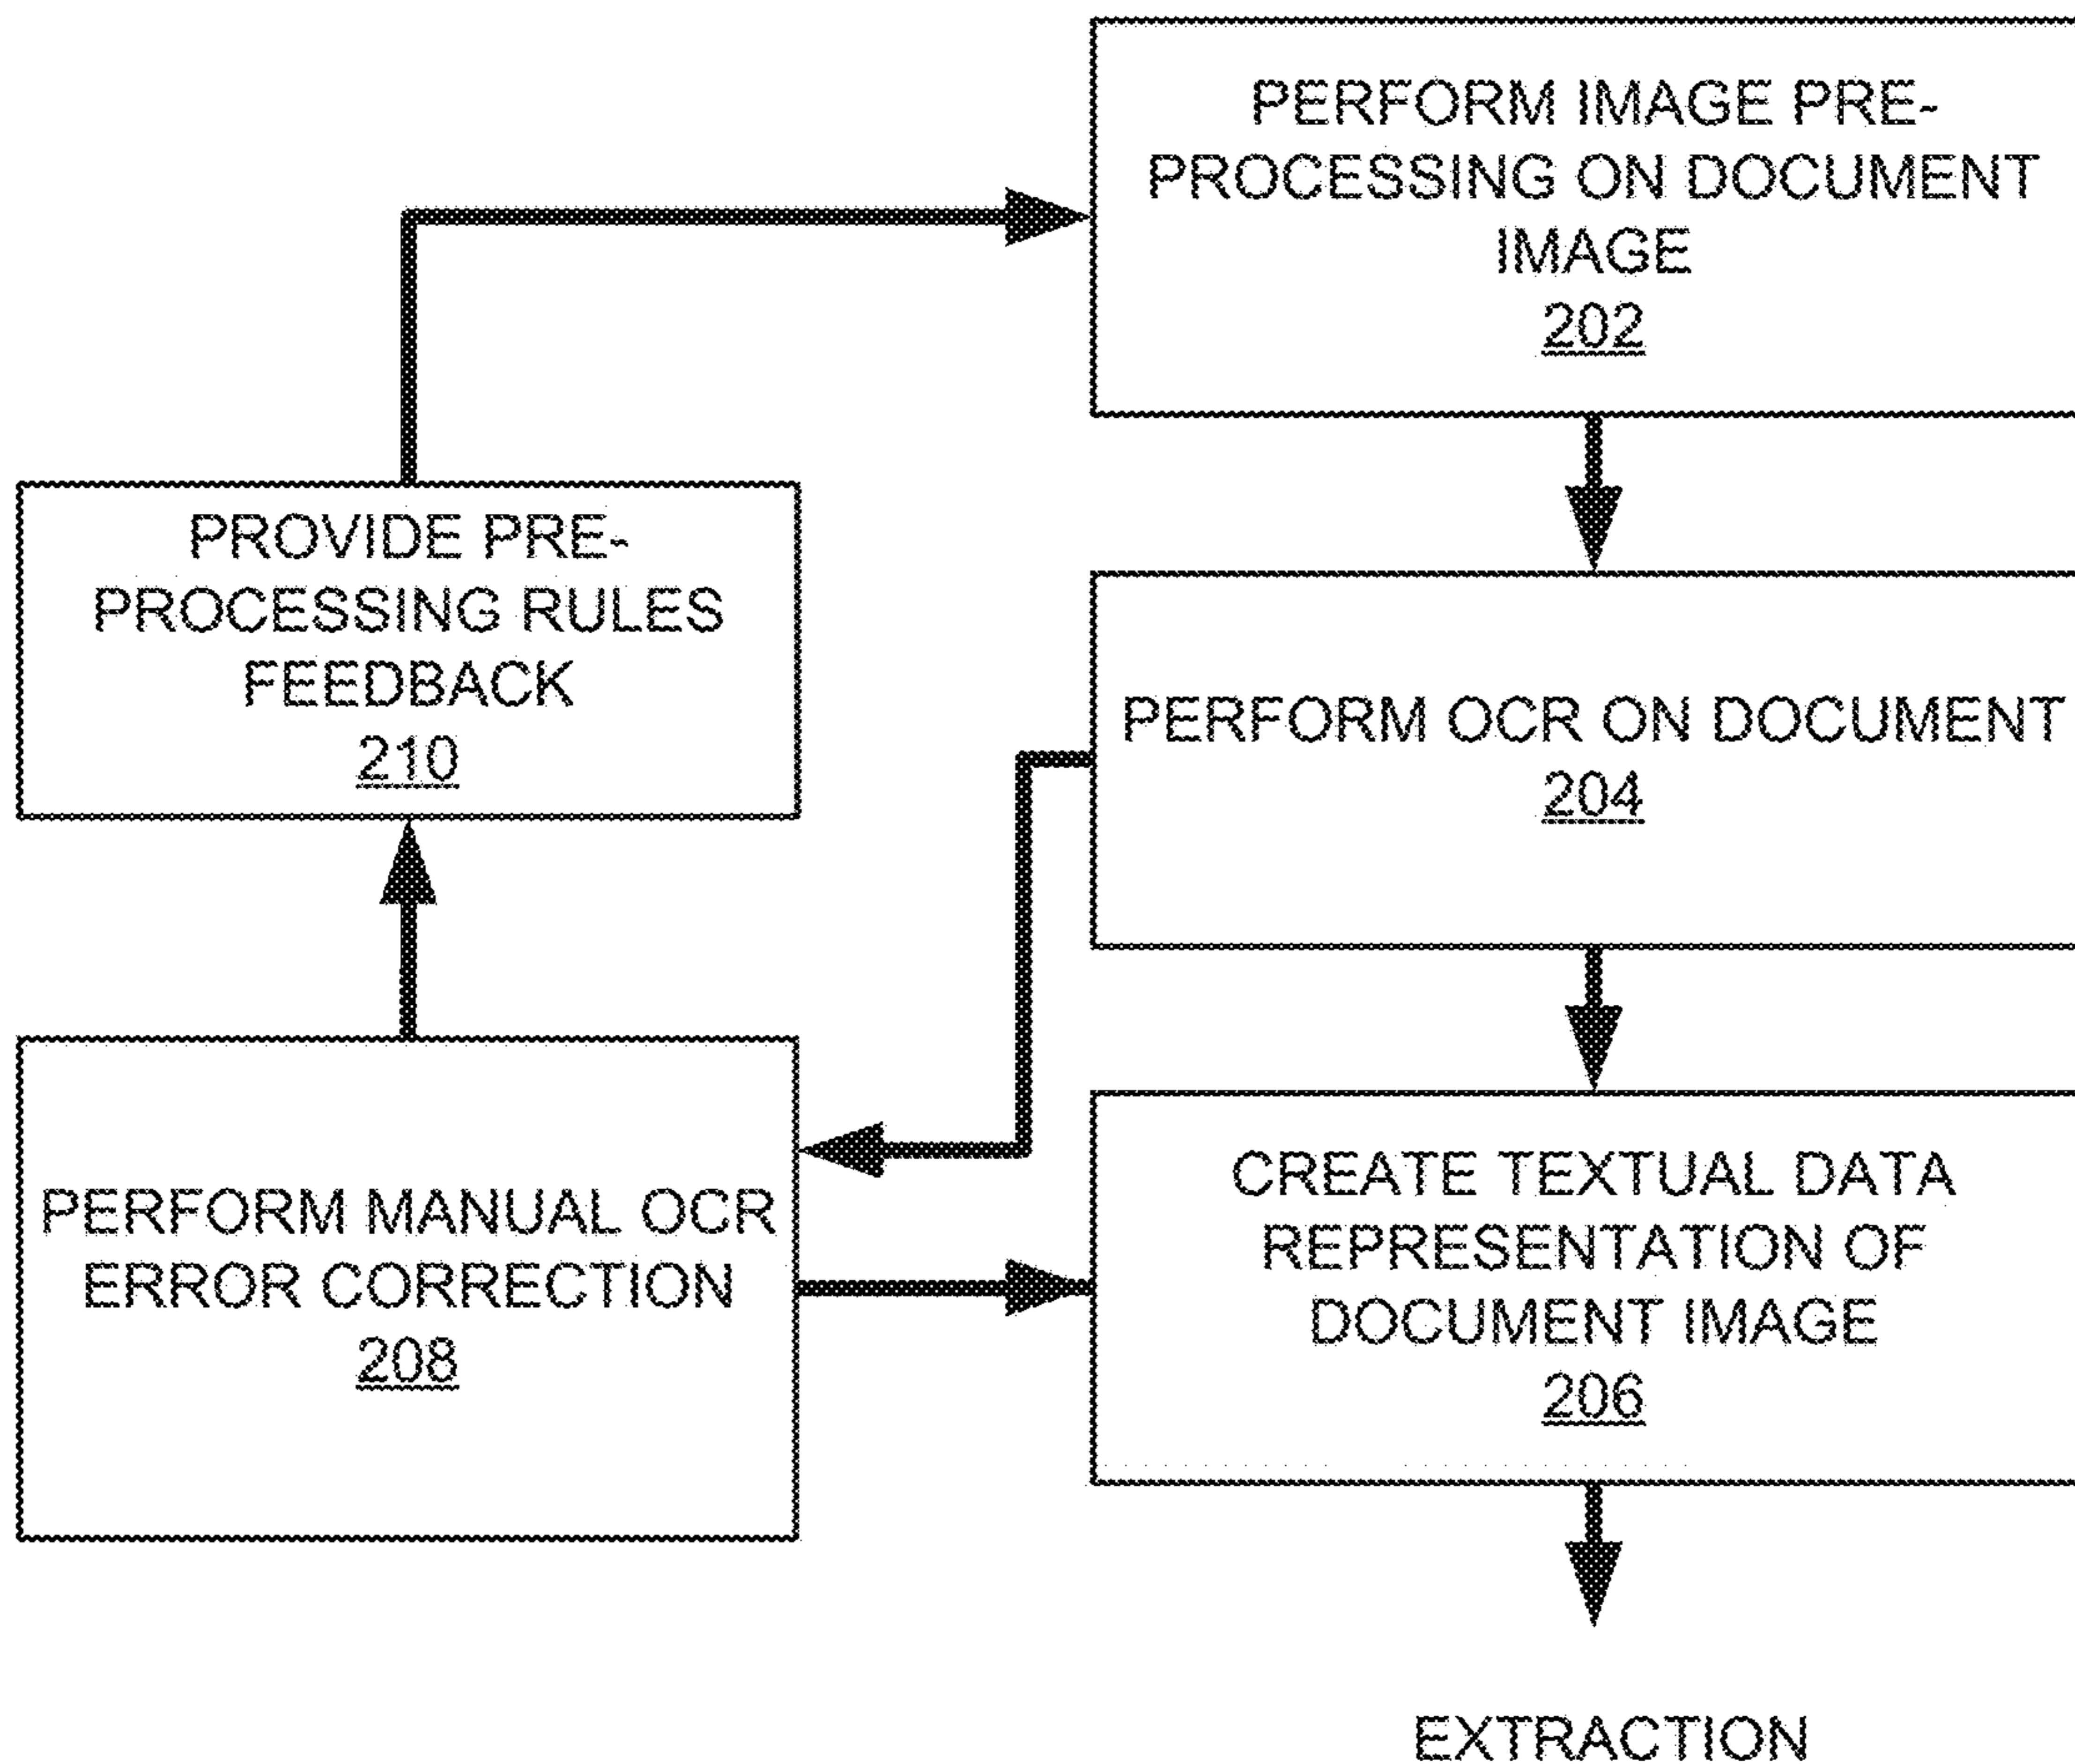 PERFORM IMAGE PRE-
PROCESSING ON DOCUMENT
IMAGE
202
PROVIDE PRE-
PROCESSING RULES
FEEDBACK
210
PERFORM OCR ON DOCUMENT
204
PERFORM MANUAL OCR
ERROR CORRECTION
208
CREATE TEXTUAL DATA
REPRESENTATION OF
DOCUMENT IMAGE
206
EXTRACTION